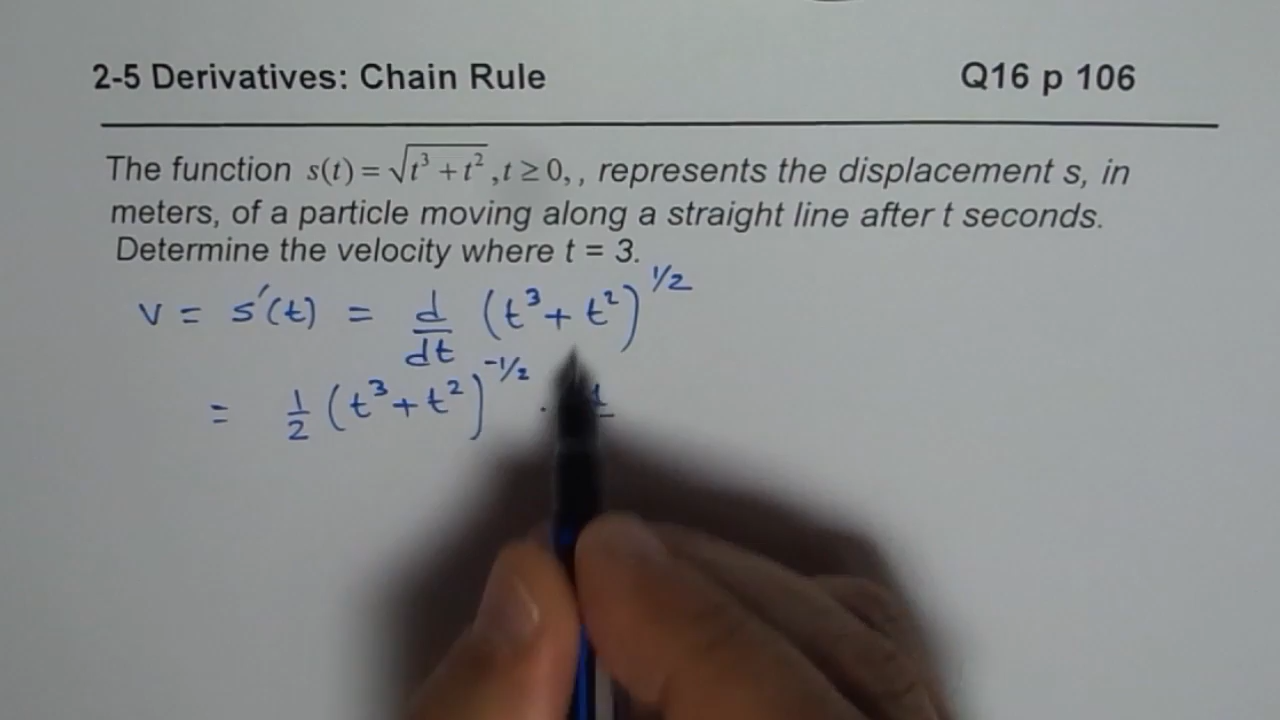 2-5 Derivatives: Chain Rule Q16 p 106
The function s(t) = √(t³ + t²) , t ≥ 0, , represents the displacement s, in
meters, of a particle moving along a straight line after t seconds.
Determine the velocity where t = 3.
v = s'(t) = d/dt (t³ + t²)^1/2
= 1/2 (t³ + t²)^-1/2 ·